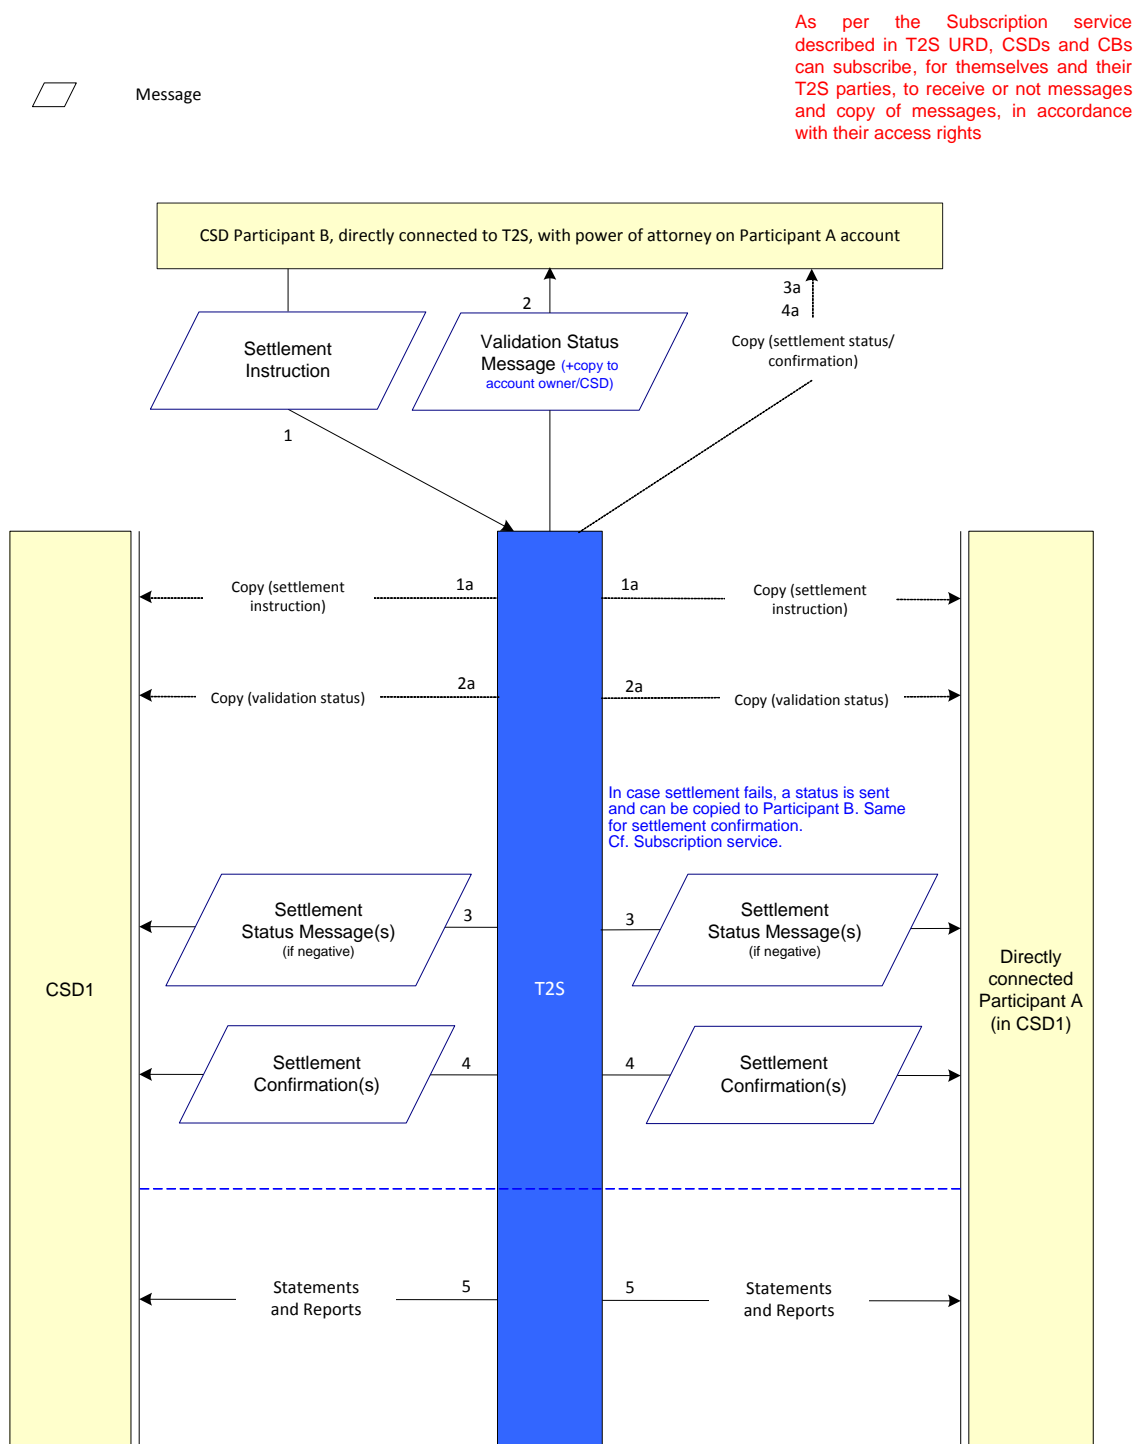 As per the Subscription service
described in T2S URD, CSDs and CBs
can subscribe, for themselves and their
T2S parties, to receive or not messages
and copy of messages, in accordance
with their access rights
Message
CSD Participant B, directly connected to T2S, with power of attorney on Participant A account
Settlement
Instruction
1
2
Validation Status
Message (+copy to
account owner/CSD)
3a
4a
Copy (settlement status/
confirmation)
CSD1
T2S
Directly
connected
Participant A
(in CSD1)
Copy (settlement
instruction)
1a
1a
Copy (settlement
instruction)
Copy (validation status)
2a
2a
Copy (validation status)
In case settlement fails, a status is sent
and can be copied to Participant B. Same
for settlement confirmation.
Cf. Subscription service.
Settlement
Status Message(s)
(if negative)
3
3
Settlement
Status Message(s)
(if negative)
Settlement
Confirmation(s)
4
4
Settlement
Confirmation(s)
Statements
and Reports
5
5
Statements
and Reports